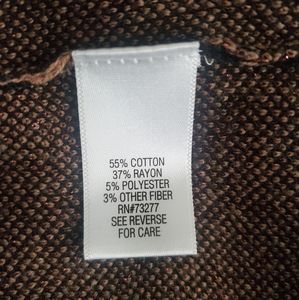 55% COTTON
37% RAYON
5% POLYESTER
3% OTHER FIBER
RN#73277
SEE REVERSE
FOR CARE